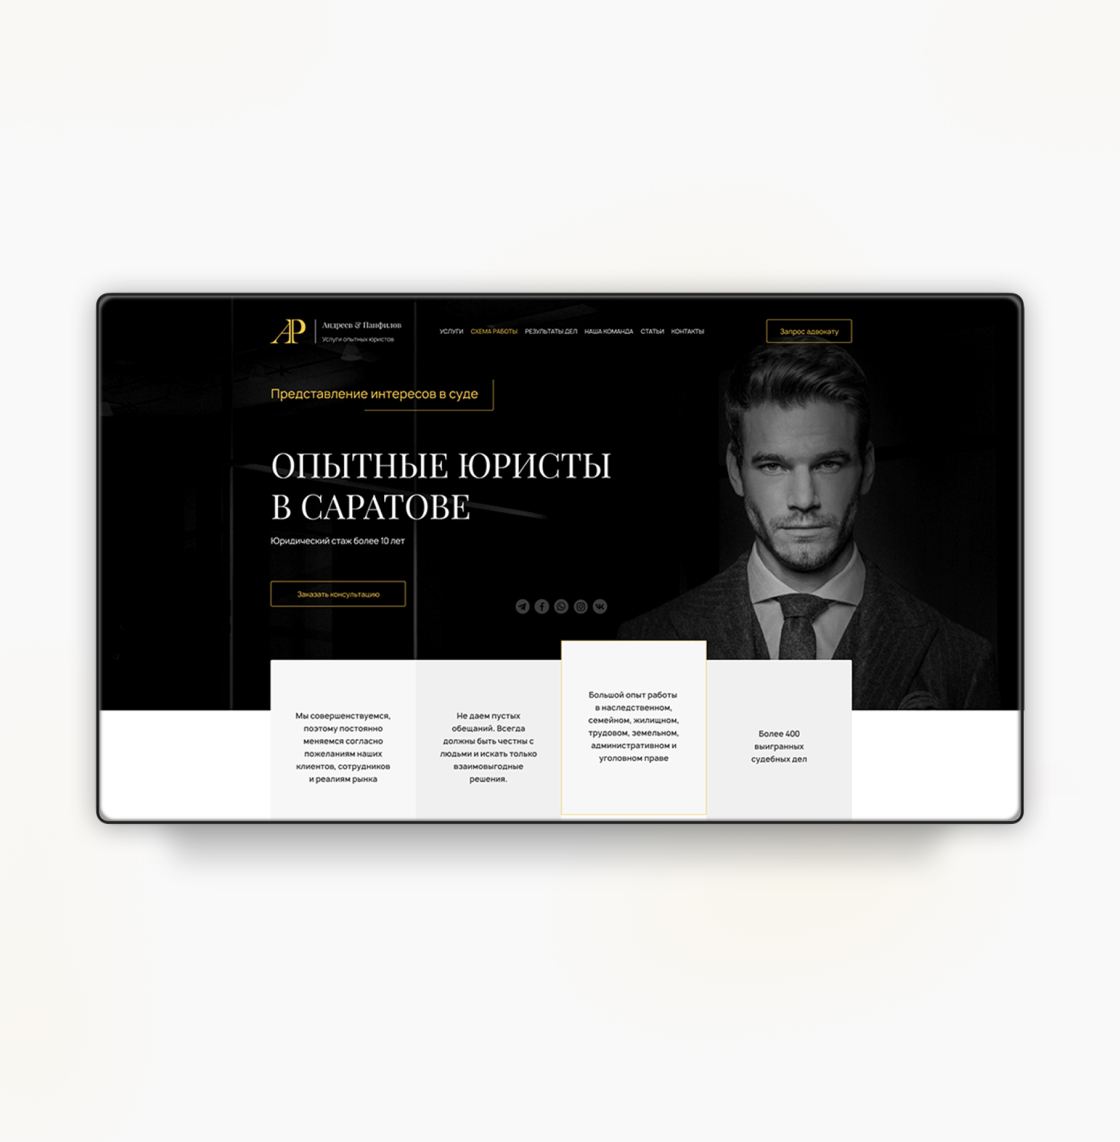 AP
Андреев & Панфилов
Услуги опытных юристов
УСЛУГИ СХЕМА РАБОТЫ РЕЗУЛЬТАТЫ ДЕЛ НАША КОМАНДА СТАТЬИ КОНТАКТЫ
Запрос адвокату
Представление интересов в суде
ОПЫТНЫЕ ЮРИСТЫ
В САРАТОВЕ
Юридический стаж более 10 лет
Заказать консультацию
Мы совершенствуемся,
поэтому постоянно
меняемся согласно
пожеланиям наших
клиентов, сотрудников
и реалиям рынка
Не даем пустых
обещаний. Всегда
должны быть честны с
людьми и искать только
взаимовыгодные
решения.
Большой опыт работы
в наследственном,
семейном, жилищном,
трудовом, земельном,
административном и
уголовном праве
Более 400
выигранных
судебных дел